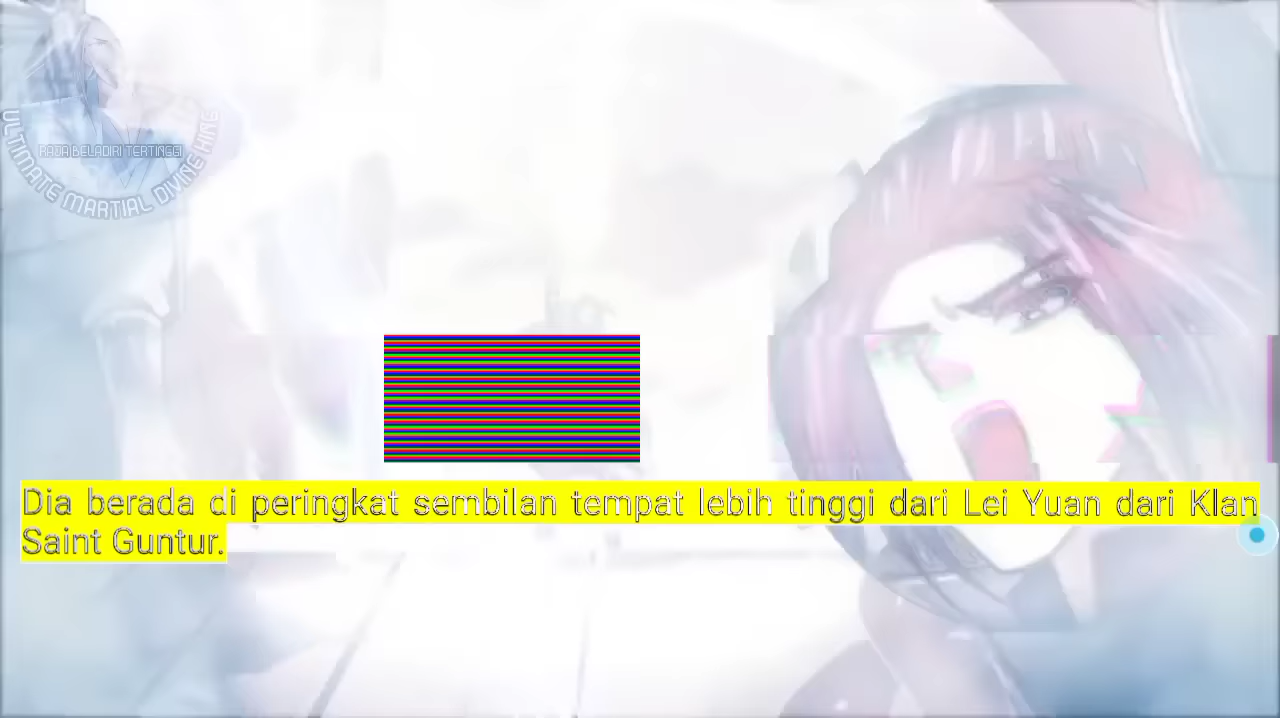 RAJA BELADIRI TERTINGGI
ULTIMATE MARTIAL DIVINE KING
Dia berada di peringkat sembilan tempat lebih tinggi dari Lei Yuan dari Klan
Saint Guntur.